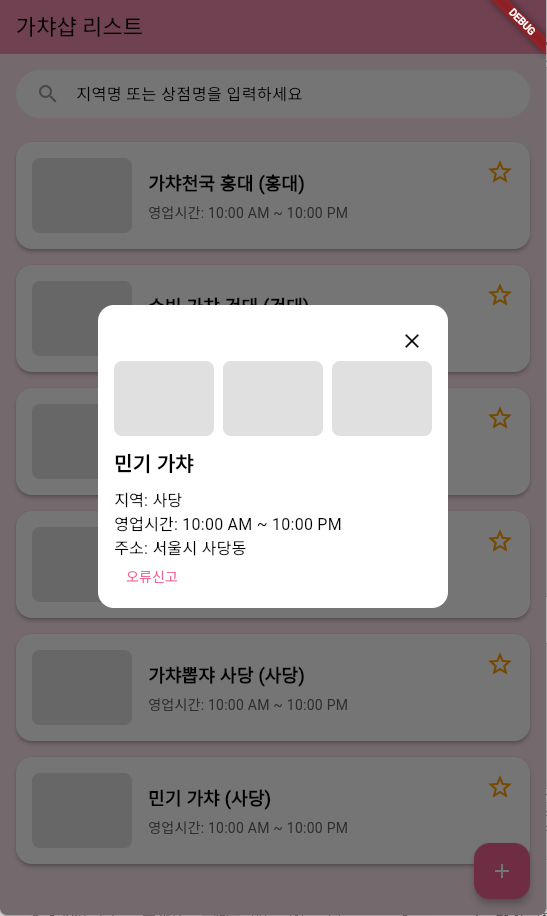 가챠샵 리스트
DEBUG
지역명 또는 상점명을 입력하세요
가챠천국 홍대 (홍대)
영업시간: 10:00 AM ~ 10:00 PM
민기 가챠
지역: 사당
영업시간: 10:00 AM ~ 10:00 PM
주소: 서울시 사당동
오류신고
가챠뽑쟈 사당 (사당)
영업시간: 10:00 AM ~ 10:00 PM
민기 가챠 (사당)
영업시간: 10:00 AM ~ 10:00 PM